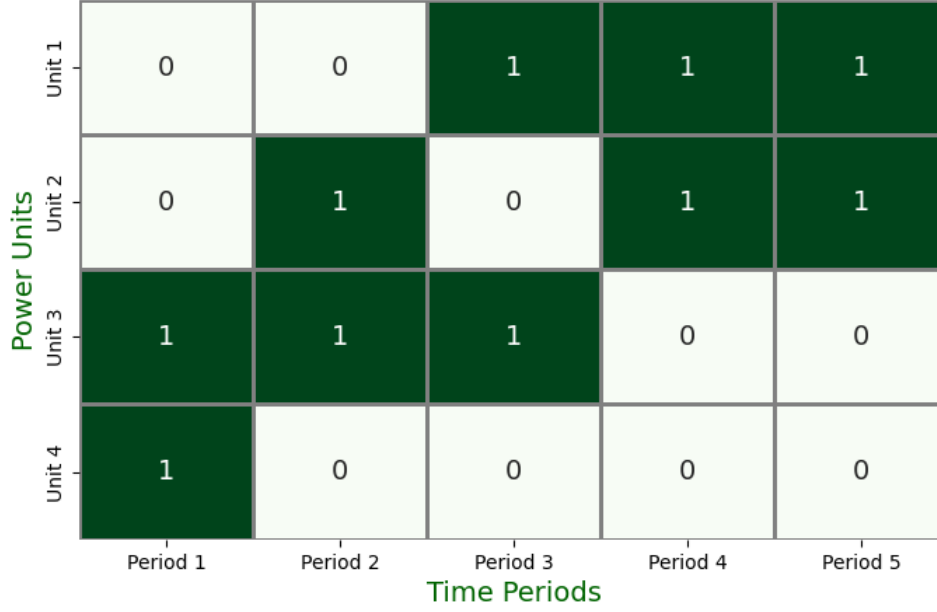 Power Units
Unit 1 0 0 1 1 1
Unit 2 0 1 0 1 1
Unit 3 1 1 1 0 0
Unit 4 1 0 0 0 0
Period 1 Period 2 Period 3 Period 4 Period 5
Time Periods